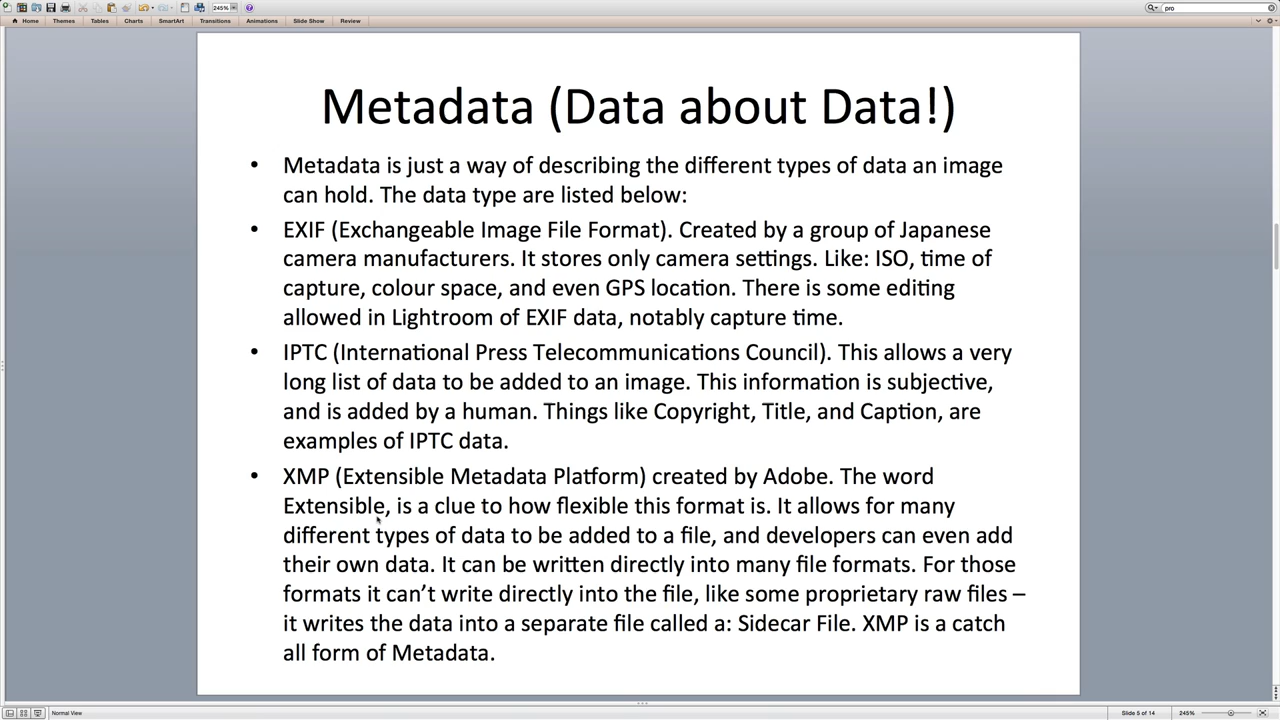 245%
pro
Home Themes Tables Charts SmartArt Transitions Animations Slide Show Review
Metadata (Data about Data!)
• Metadata is just a way of describing the different types of data an image
can hold. The data type are listed below:
• EXIF (Exchangeable Image File Format). Created by a group of Japanese
camera manufacturers. It stores only camera settings. Like: ISO, time of
capture, colour space, and even GPS location. There is some editing
allowed in Lightroom of EXIF data, notably capture time.
• IPTC (International Press Telecommunications Council). This allows a very
long list of data to be added to an image. This information is subjective,
and is added by a human. Things like Copyright, Title, and Caption, are
examples of IPTC data.
• XMP (Extensible Metadata Platform) created by Adobe. The word
Extensible, is a clue to how flexible this format is. It allows for many
different types of data to be added to a file, and developers can even add
their own data. It can be written directly into many file formats. For those
formats it can’t write directly into the file, like some proprietary raw files –
it writes the data into a separate file called a: Sidecar File. XMP is a catch
all form of Metadata.
Normal View Slide 5 of 14 245%